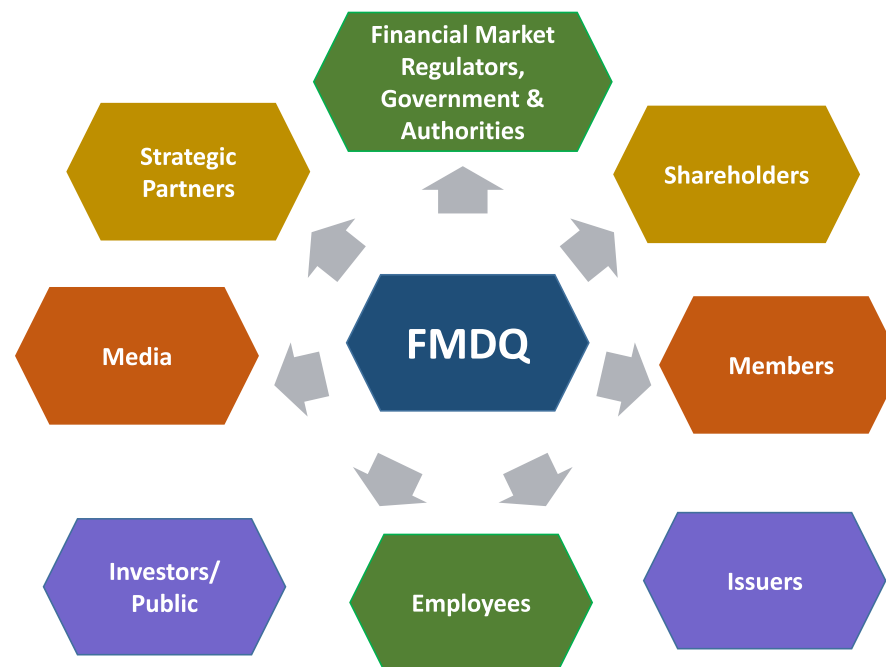 Financial Market
Regulators,
Government &
Authorities
Strategic
Partners
Shareholders
FMDQ
Media
Members
Investors/
Public
Employees
Issuers